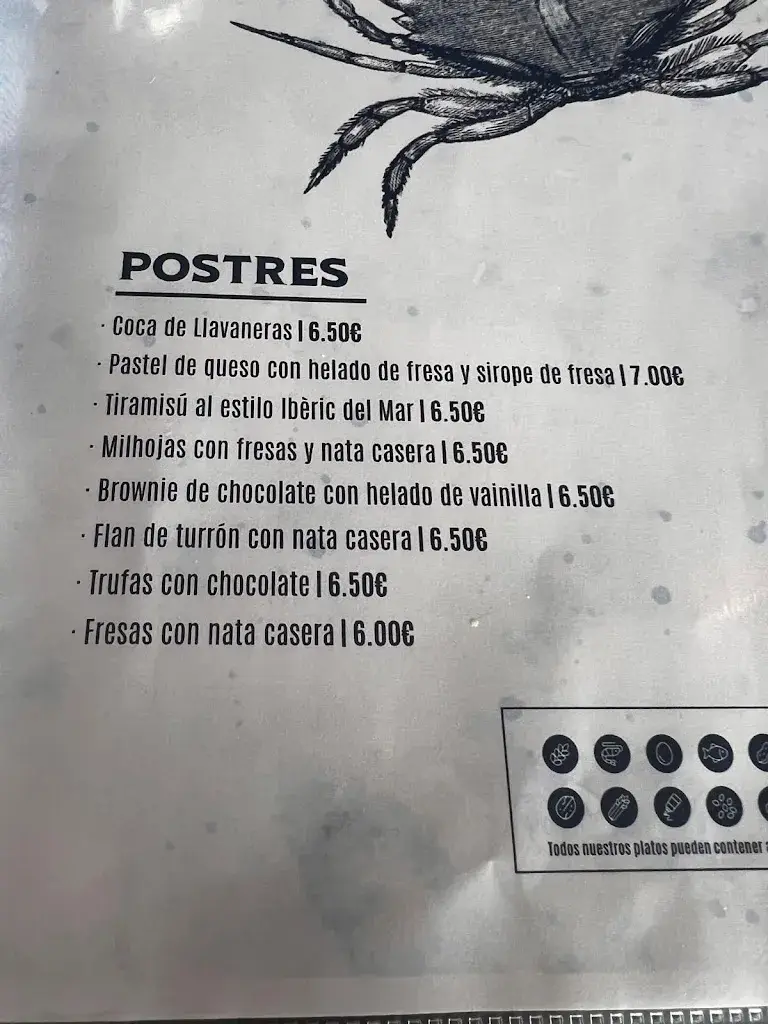 POSTRES
· Coca de Llavaneras | 6.50€
· Pastel de queso con helado de fresa y sirope de fresa | 7.00€
· Tiramisú al estilo Ibèric del Mar | 6.50€
· Milhojas con fresas y nata casera | 6.50€
· Brownie de chocolate con helado de vainilla | 6.50€
· Flan de turrón con nata casera | 6.50€
· Trufas con chocolate | 6.50€
· Fresas con nata casera | 6.00€
Todos nuestros platos pueden contener